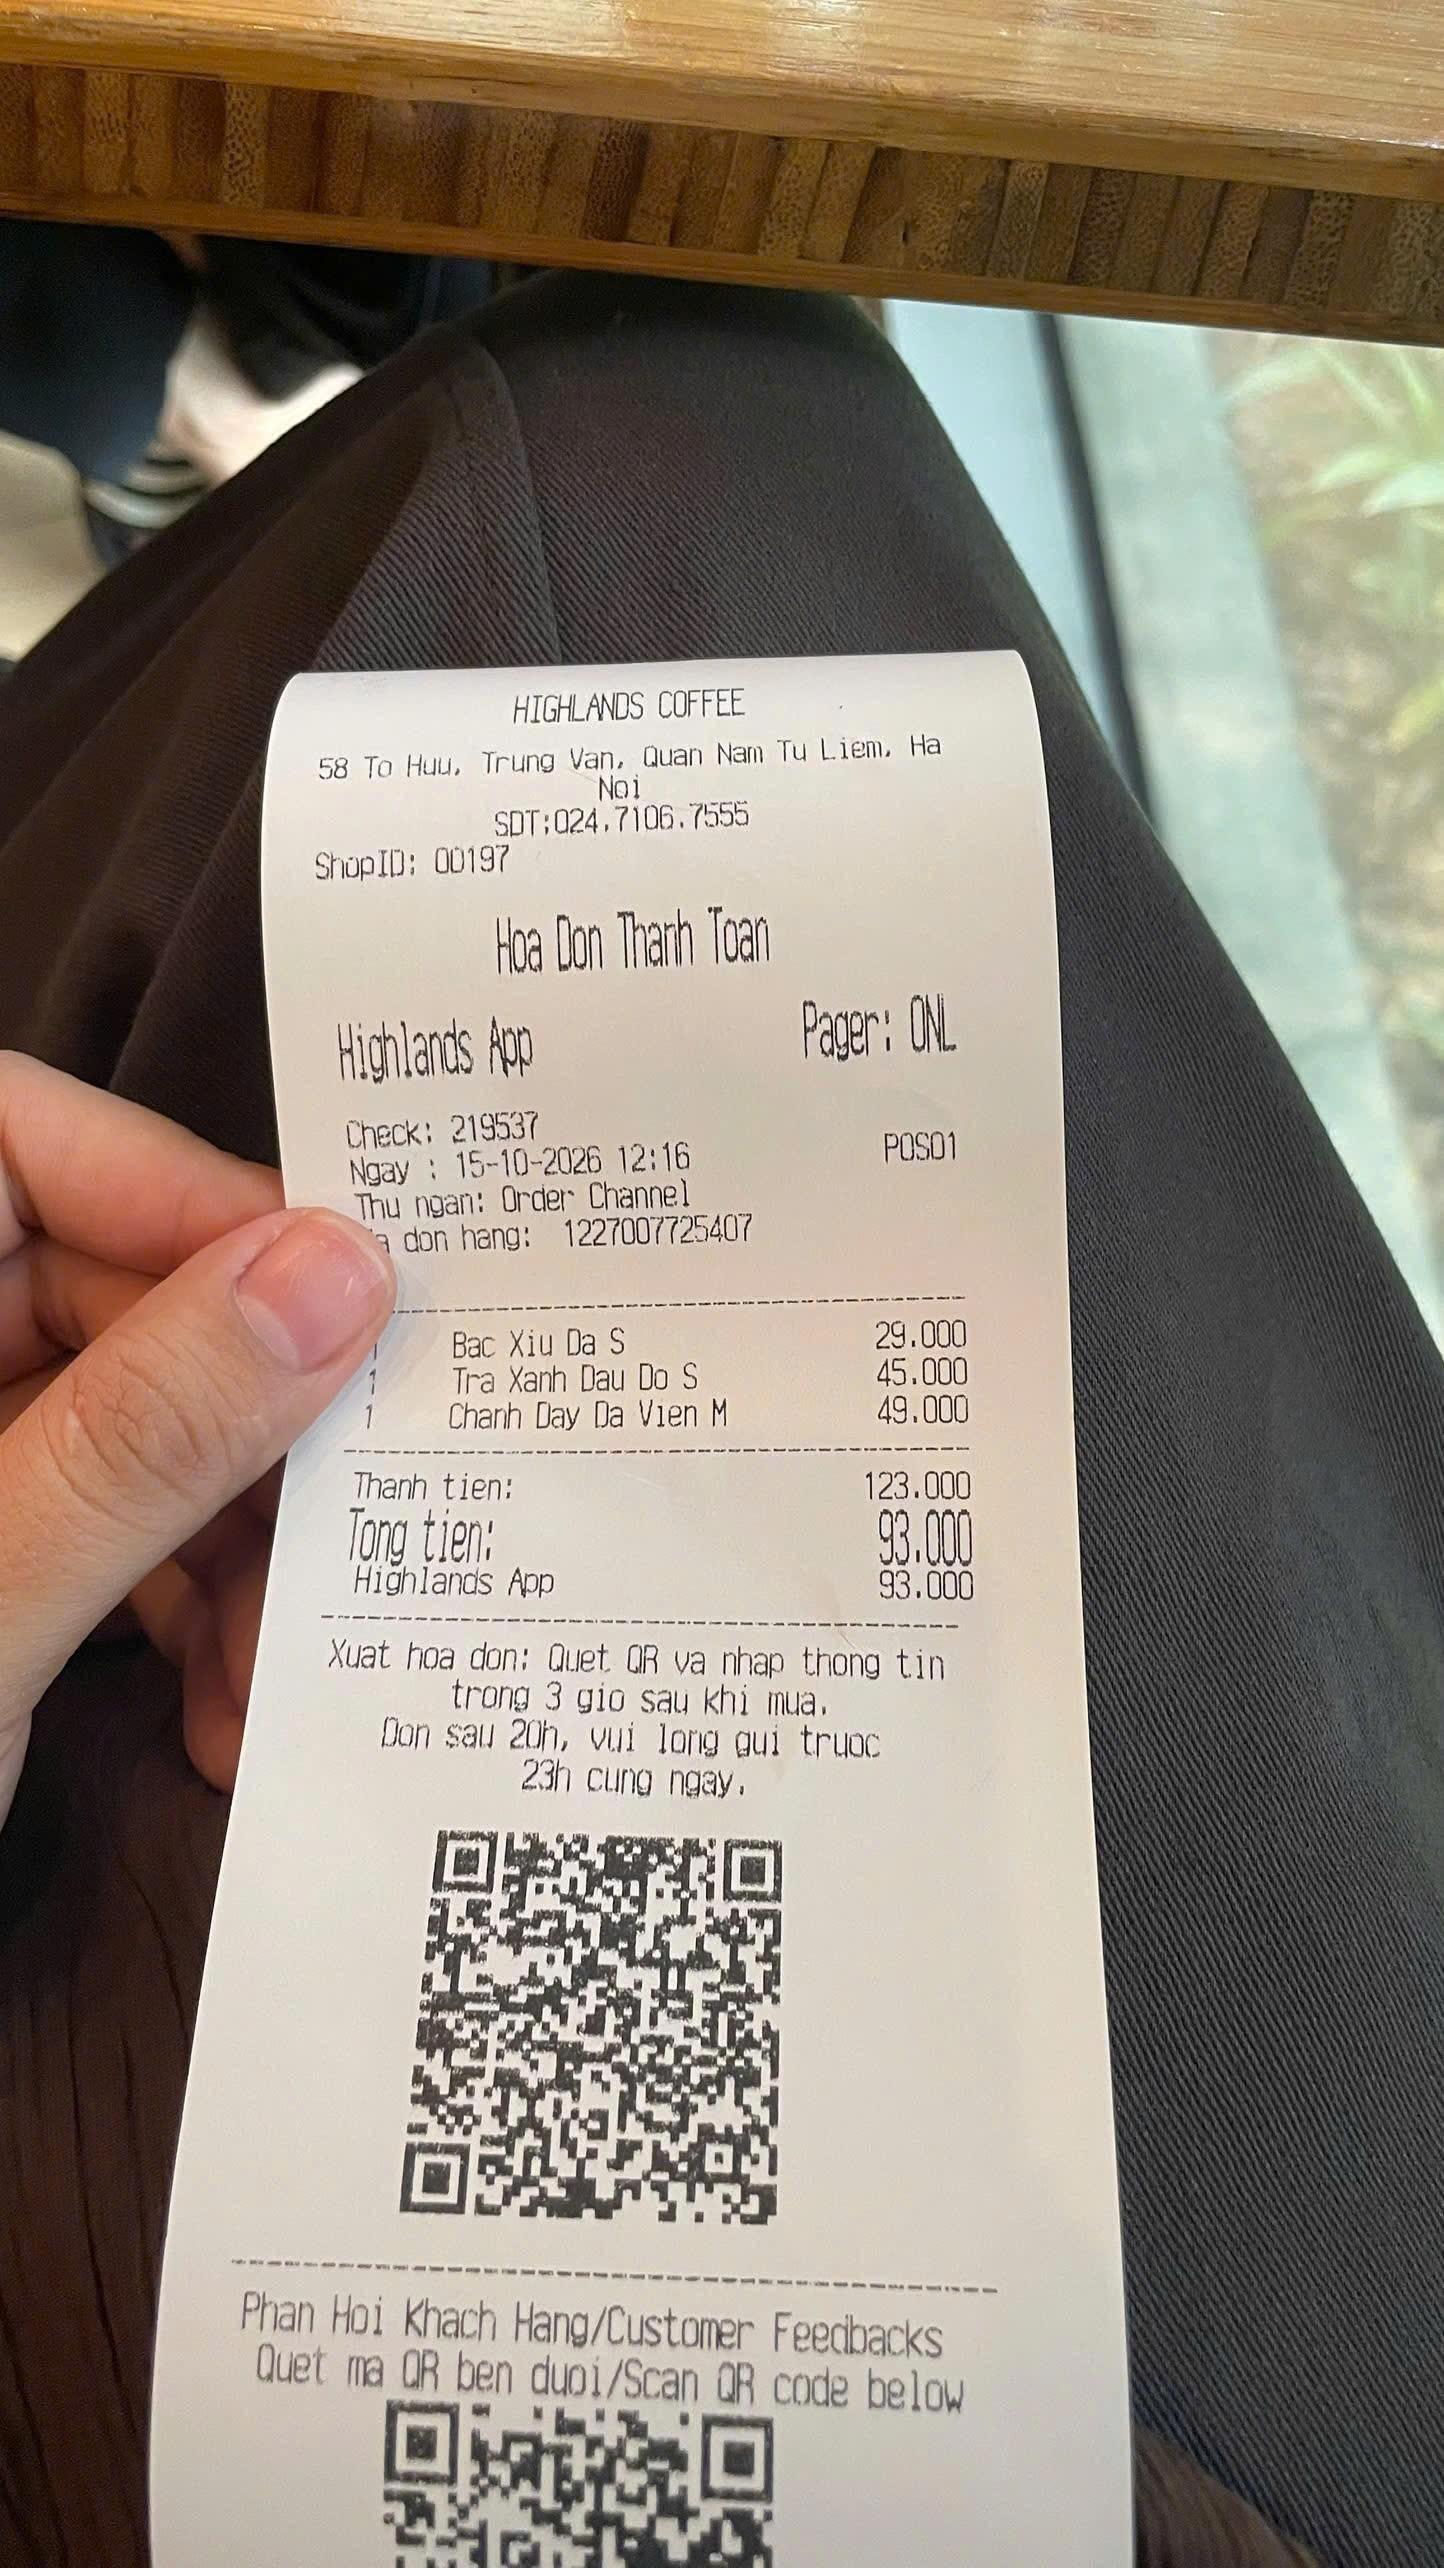 HIGHLANDS COFFEE
58 To Huu, Trung Van, Quan Nam Tu Liem, Ha
Noi
SDT:024.7106.7555
ShopID: 00197
Hoa Don Thanh Toan
Highlands App Pager: ONL
Check: 219537
Ngay : 15-10-2026 12:16 POS01
Thu ngan: Order Channel
a don hang: 1227007725407
Bac Xiu Da S 29.000
1 Tra Xanh Dau Do S 45.000
1 Chanh Day Da Vien M 49.000
Thanh tien: 123.000
Tong tien: 93.000
Highlands App 93.000
Xuat hoa don: Quet QR va nhap thong tin
trong 3 gio sau khi mua.
Don sau 20h, vui long gui truoc
23h cung ngay.
Phan Hoi Khach Hang/Customer Feedbacks
Quet ma QR ben duoi/Scan QR code below